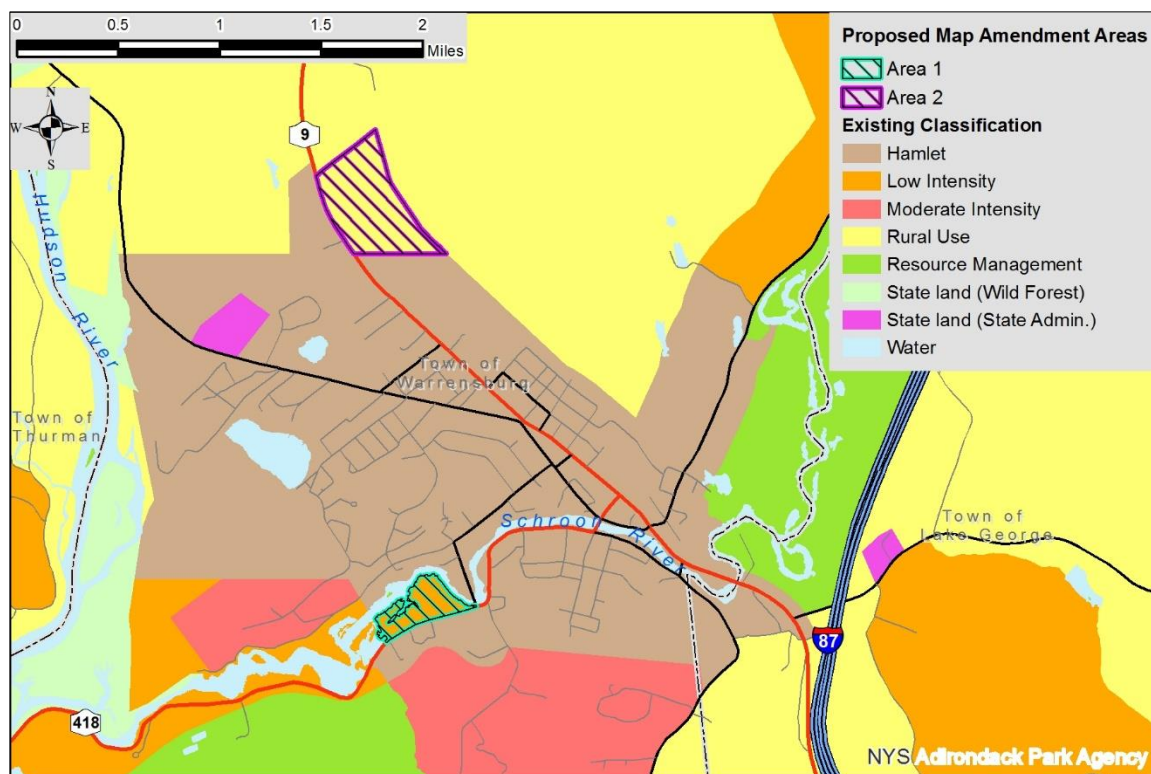 0 0.5 1 1.5 2
Miles
N
W E
S
9
Hudson River
Town of
Warrensburg
Town of
Thurman
Schroon River
Town of
Lake George
87
418
Proposed Map Amendment Areas
Area 1
Area 2
Existing Classification
Hamlet
Low Intensity
Moderate Intensity
Rural Use
Resource Management
State land (Wild Forest)
State land (State Admin.)
Water
NYS Adirondack Park Agency